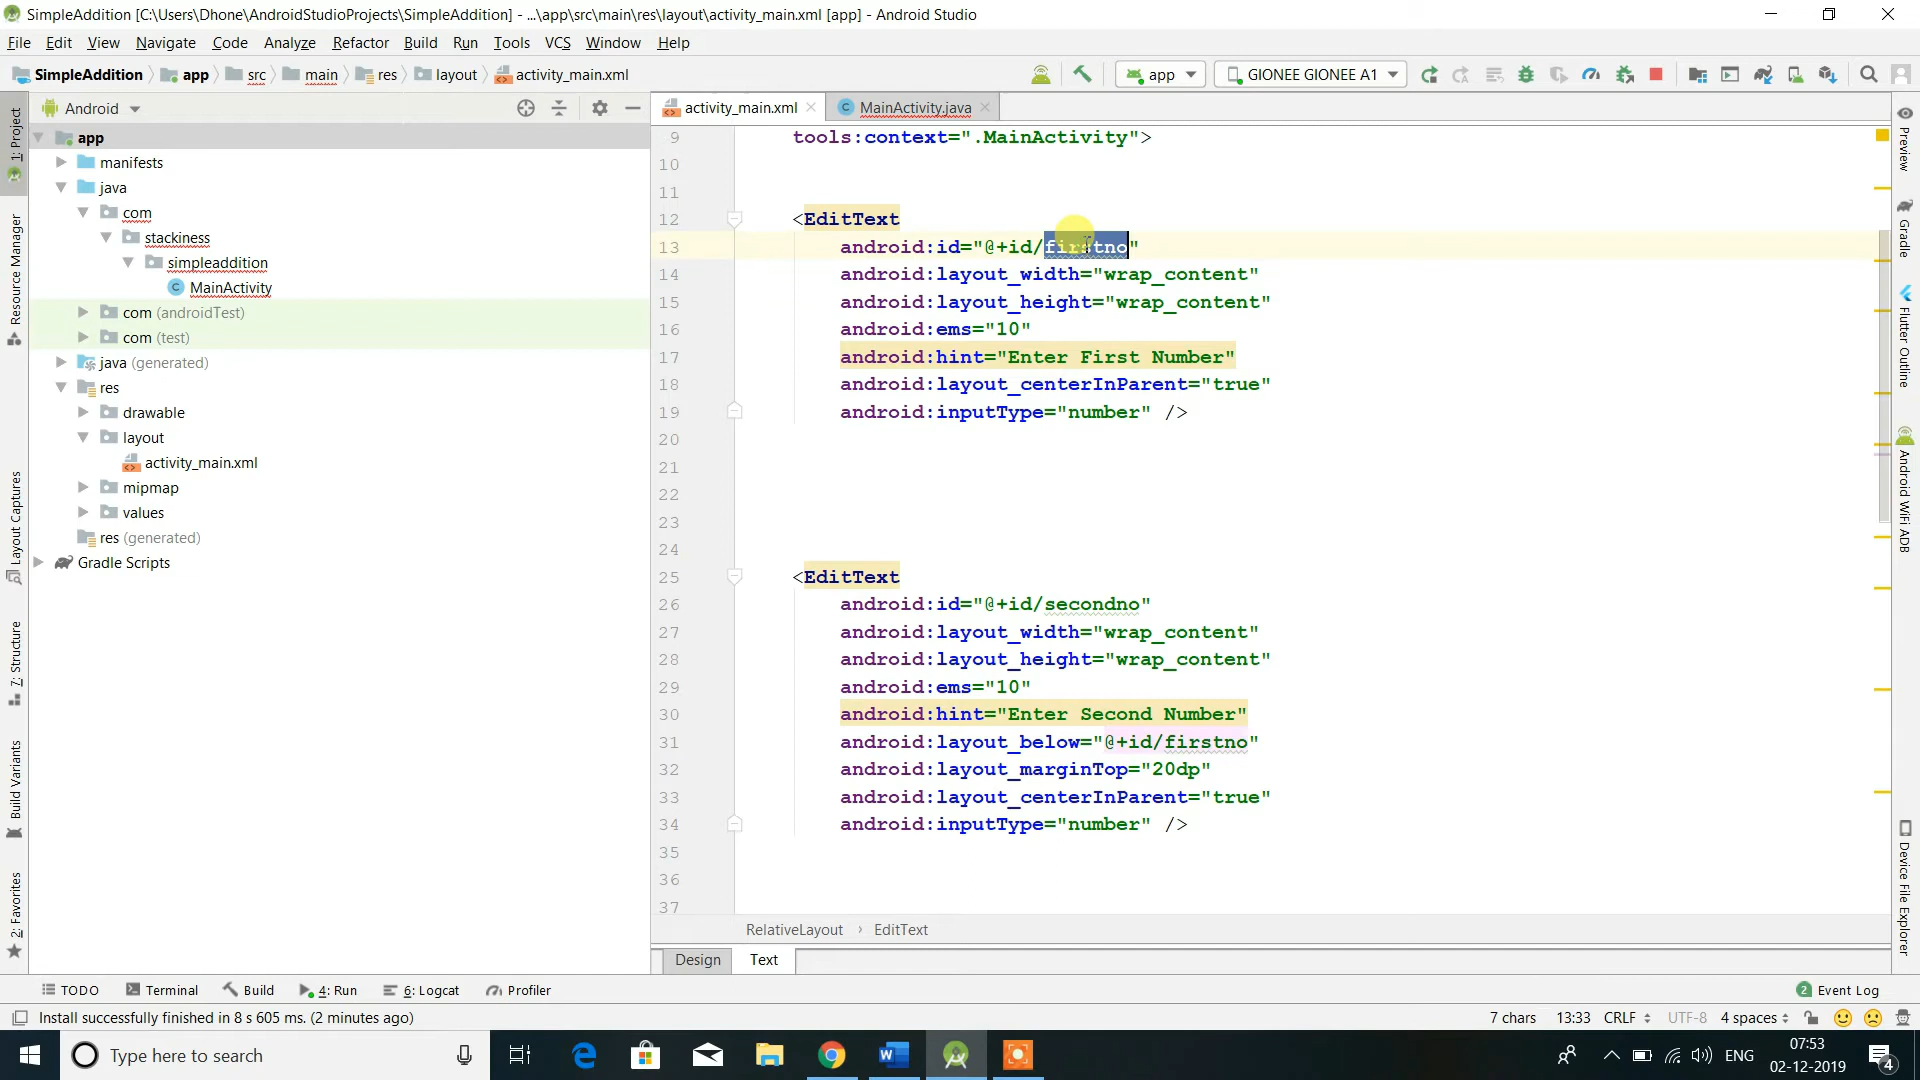 SimpleAddition [C:\Users\Dhone\AndroidStudioProjects\SimpleAddition] - ...\app\src\main\res\layout\activity_main.xml [app] - Android Studio
File Edit View Navigate Code Analyze Refactor Build Run Tools VCS Window Help
SimpleAddition app src main res layout activity_main.xml app GIONEE GIONEE A1
Android
activity_main.xml MainActivity.java
app
manifests
java
com
stackiness
simpleaddition
MainActivity
com (androidTest)
com (test)
java (generated)
res
drawable
layout
activity_main.xml
mipmap
values
res (generated)
Gradle Scripts
1: Project
Resource Manager
Layout Captures
7: Structure
Build Variants
2: Favorites
9 tools:context=".MainActivity">
10
11
12 <EditText
13 android:id="@+id/firstno"
14 android:layout_width="wrap_content"
15 android:layout_height="wrap_content"
16 android:ems="10"
17 android:hint="Enter First Number"
18 android:layout_centerInParent="true"
19 android:inputType="number" />
20
21
22
23
24
25 <EditText
26 android:id="@+id/secondno"
27 android:layout_width="wrap_content"
28 android:layout_height="wrap_content"
29 android:ems="10"
30 android:hint="Enter Second Number"
31 android:layout_below="@+id/firstno"
32 android:layout_marginTop="20dp"
33 android:layout_centerInParent="true"
34 android:inputType="number" />
35
36
37
RelativeLayout › EditText
Design Text
Preview
Gradle
Flutter Outline
Android WiFi ADB
Device File Explorer
TODO Terminal Build 4: Run 6: Logcat Profiler 2 Event Log
Install successfully finished in 8 s 605 ms. (2 minutes ago) 7 chars 13:33 CRLF UTF-8 4 spaces
Type here to search ENG 07:53
02-12-2019
4